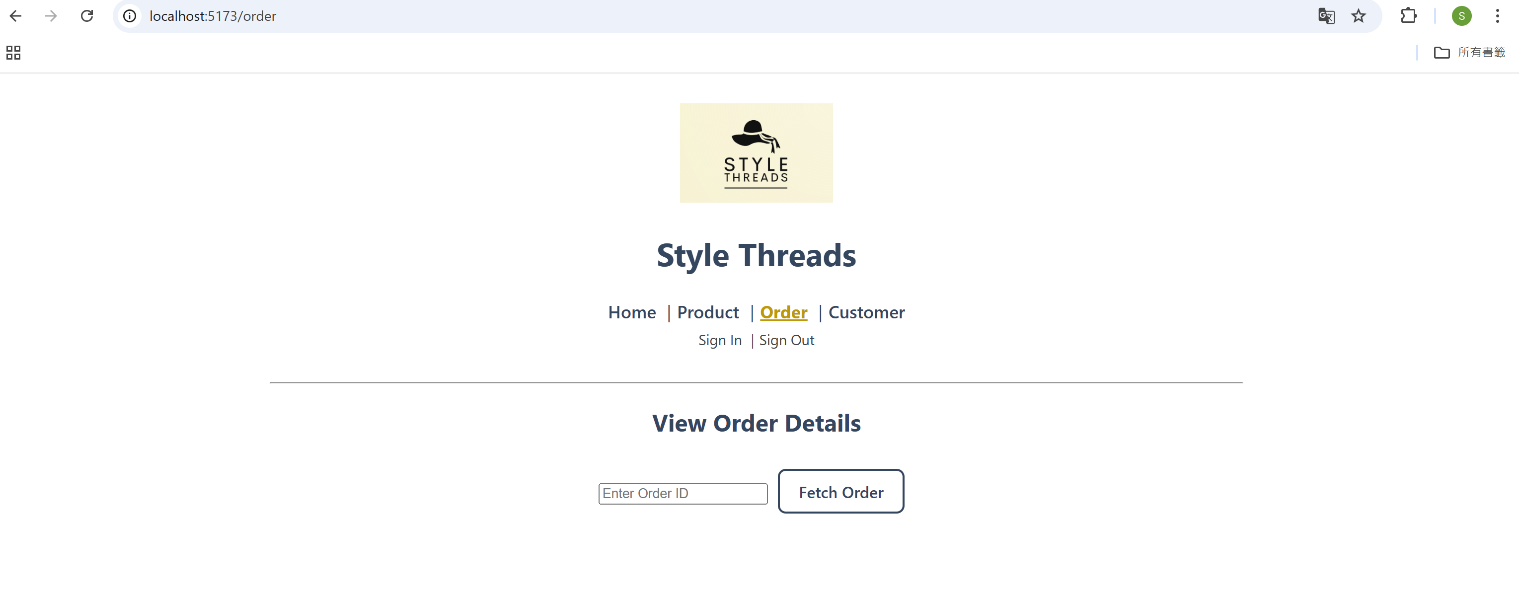 localhost:5173/order
所有書籤
S
STYLE
THREADS
Style Threads
Home | Product | Order | Customer
Sign In | Sign Out
View Order Details
Enter Order ID Fetch Order